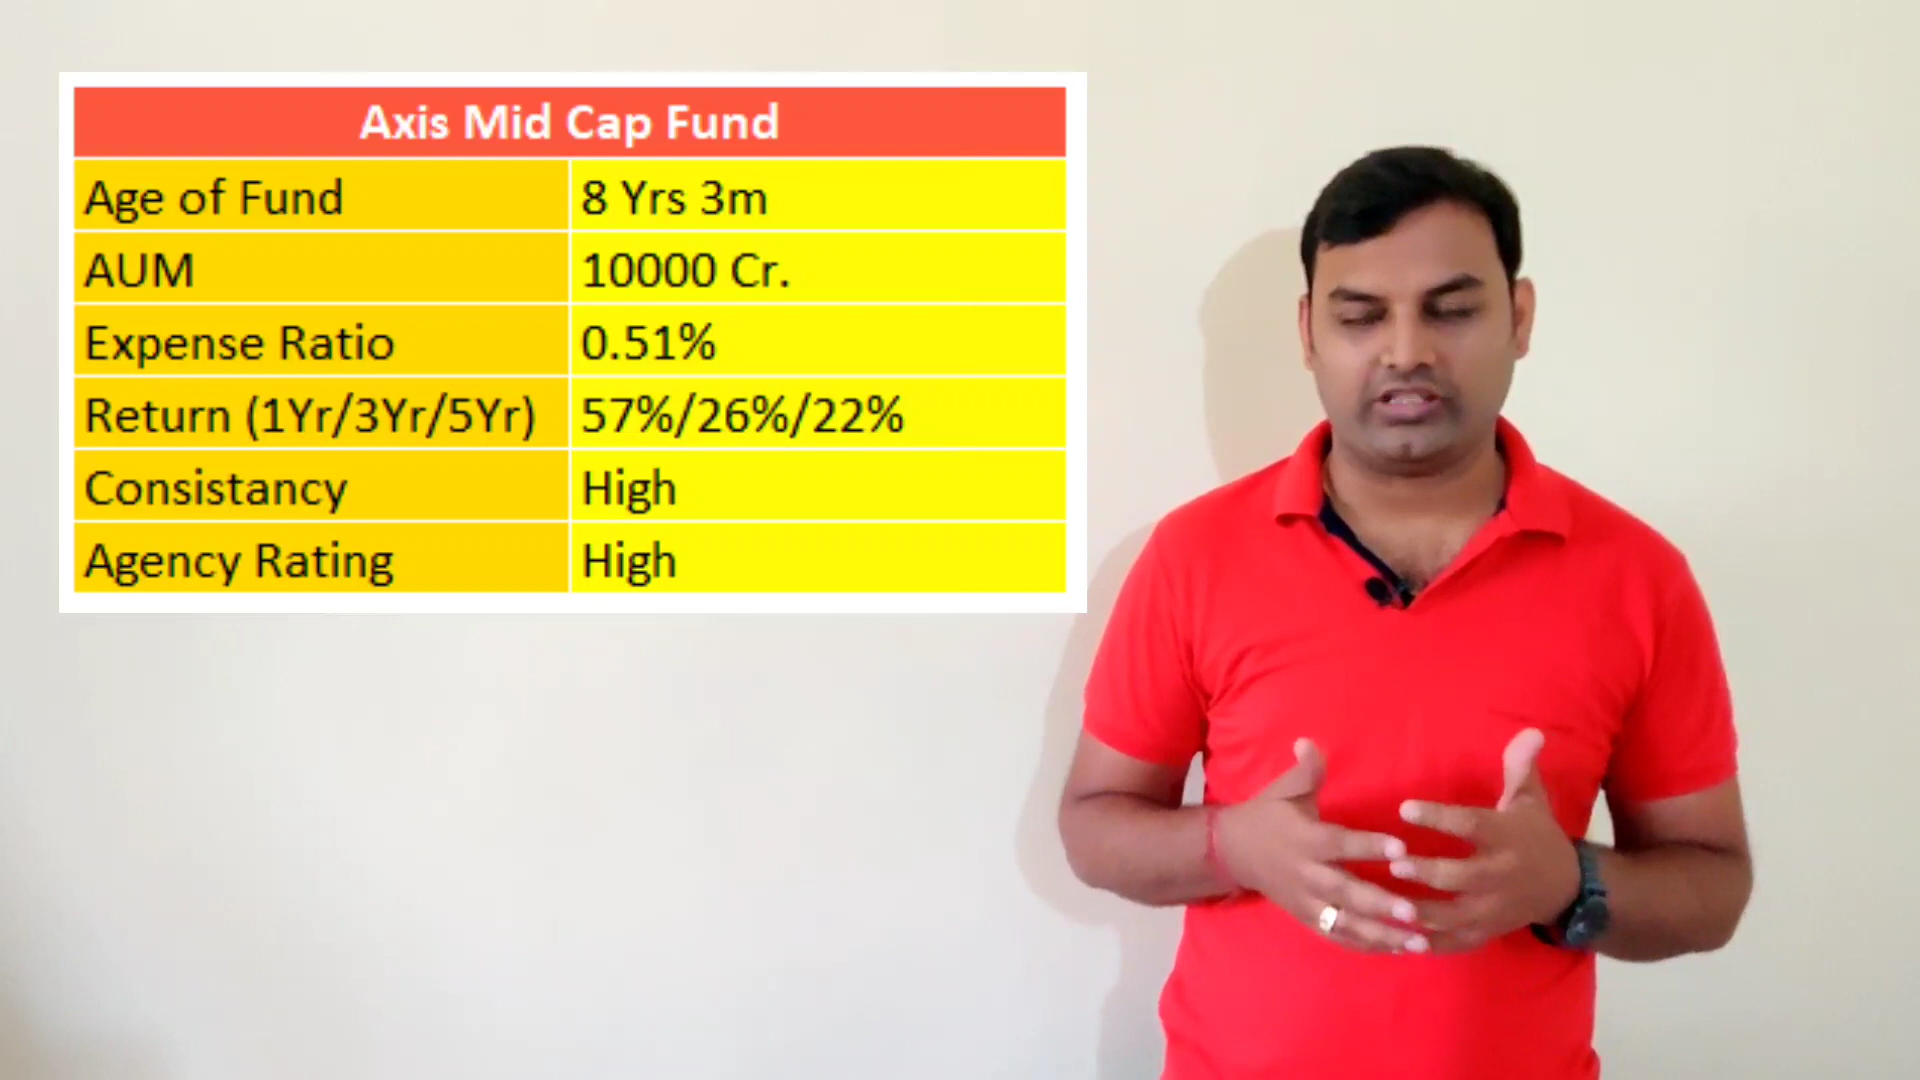 Axis Mid Cap Fund
Age of Fund 8 Yrs 3m
AUM 10000 Cr.
Expense Ratio 0.51%
Return (1Yr/3Yr/5Yr) 57%/26%/22%
Consistancy High
Agency Rating High